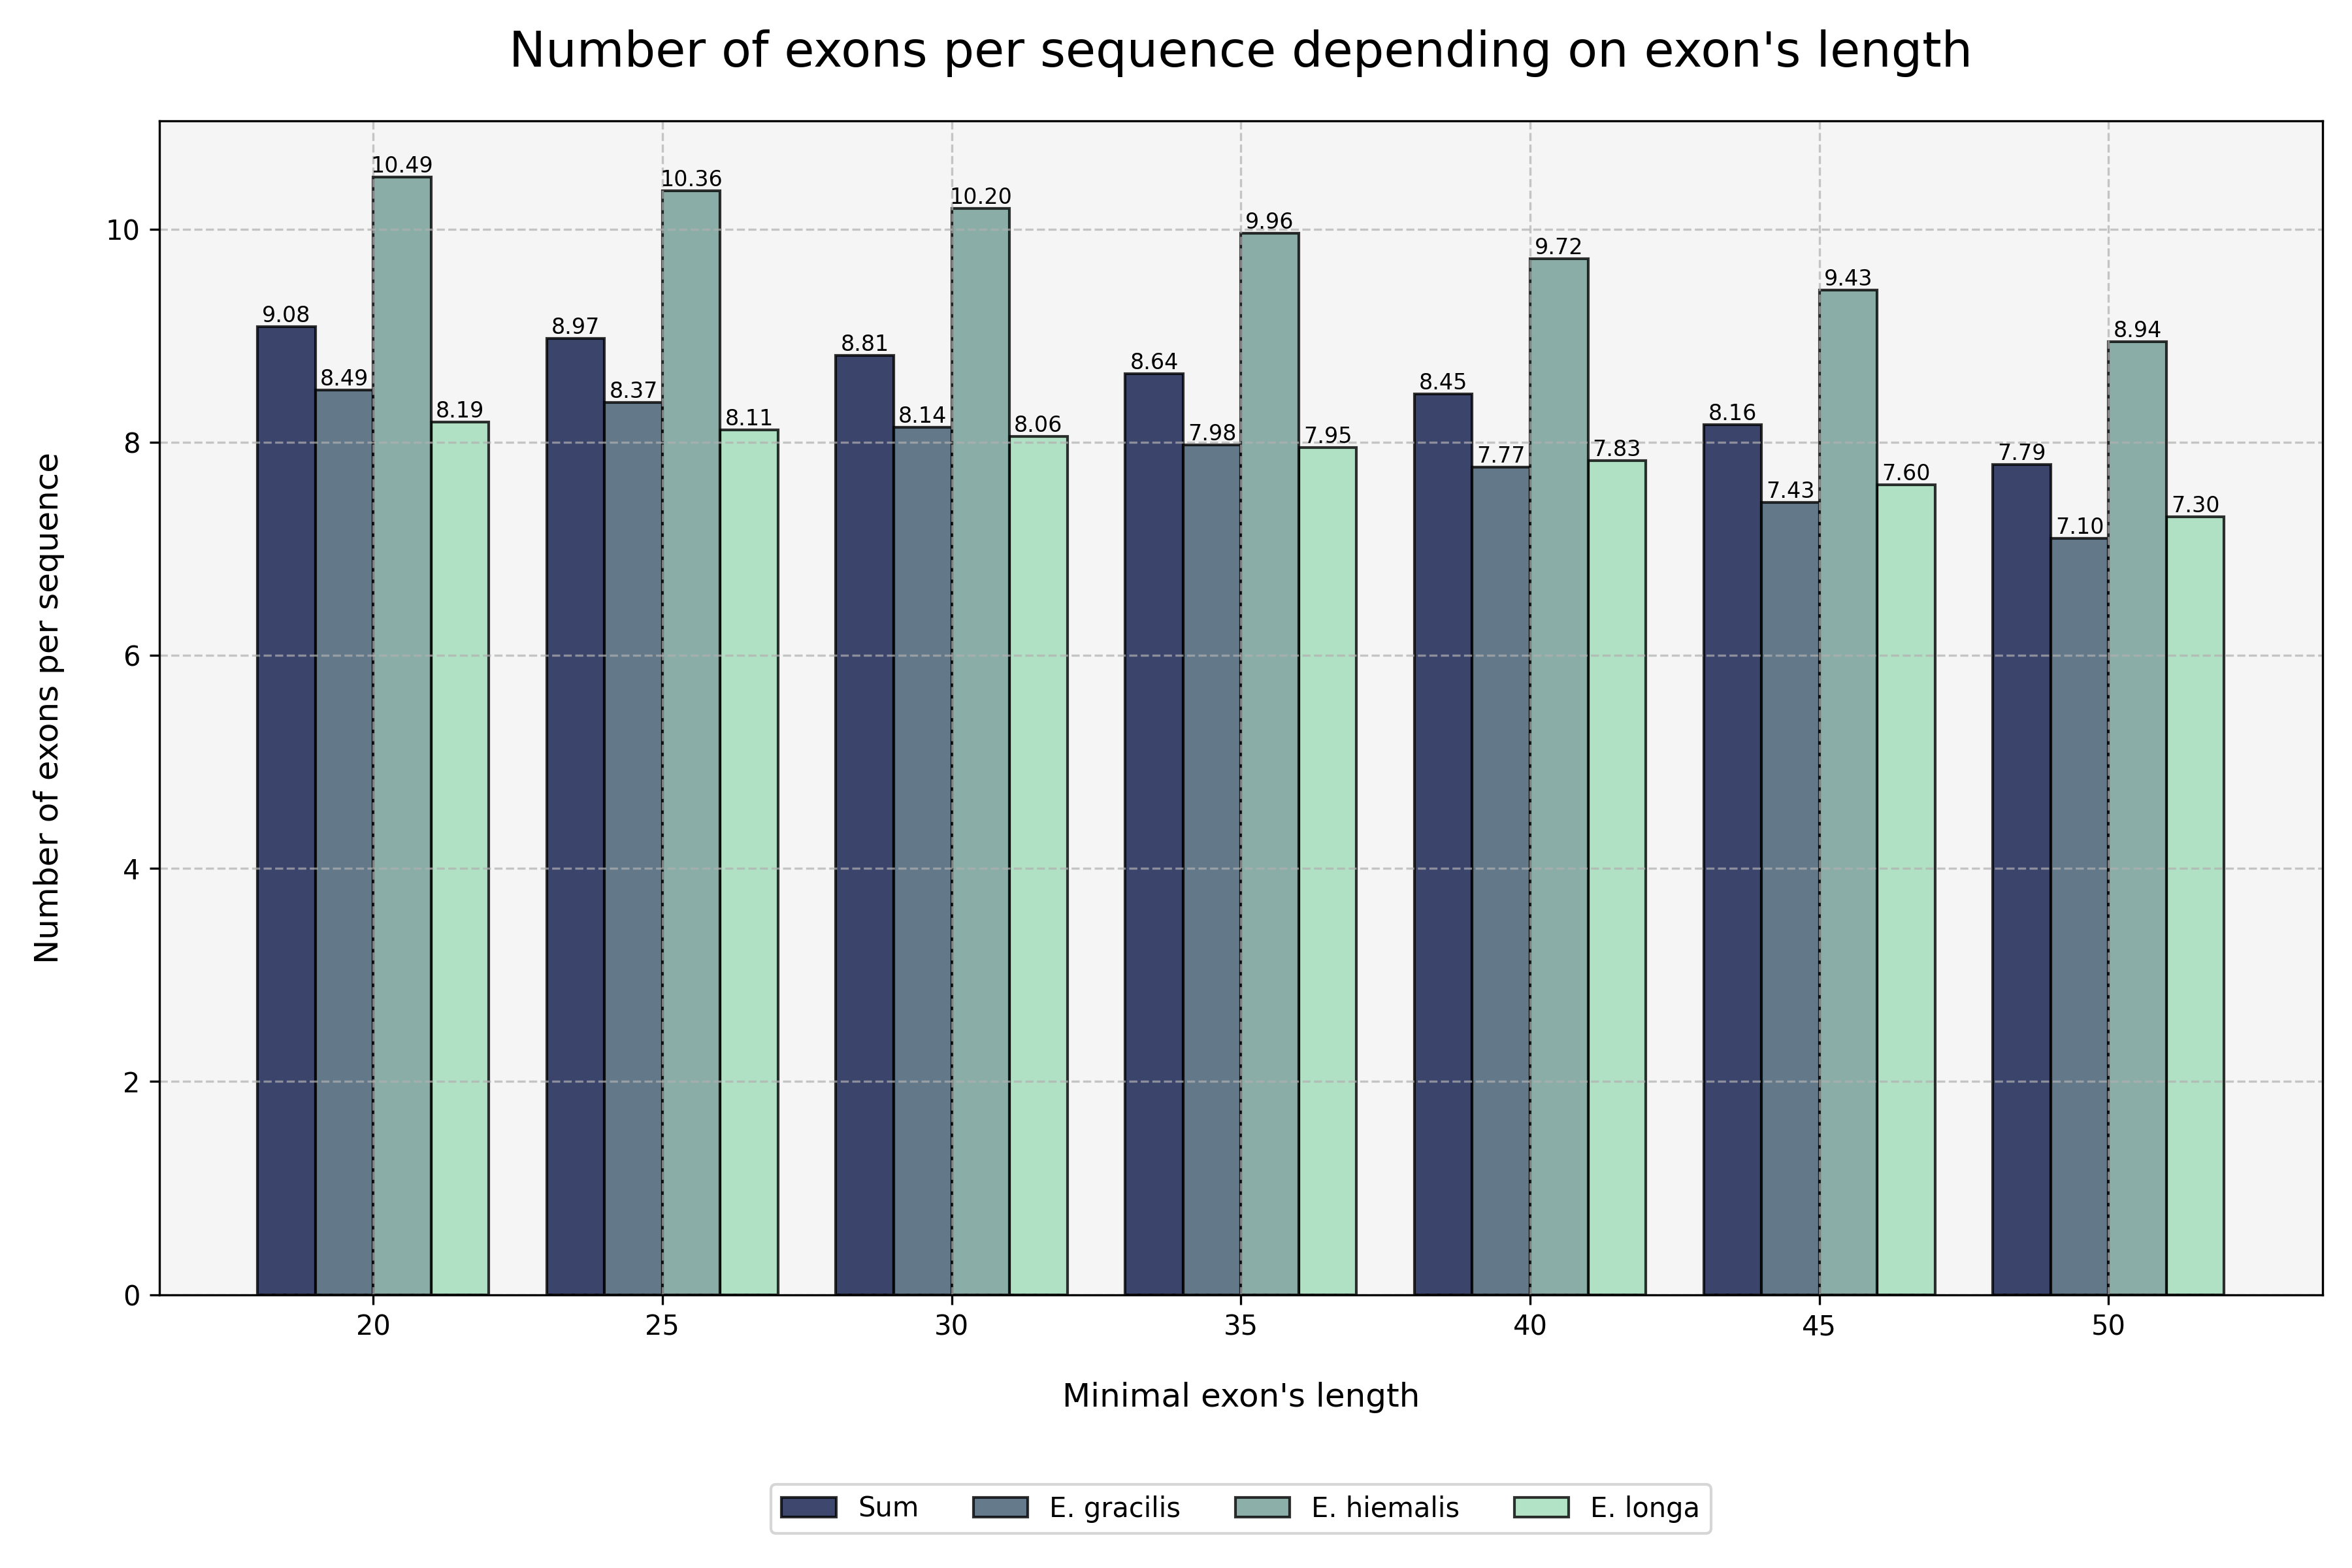 Number of exons per sequence depending on exon's length
Number of exons per sequence
10
8
6
4
2
0
9.08 8.49 10.49 8.19
8.97 8.37 10.36 8.11
8.81 8.14 10.20 8.06
8.64 7.98 9.96 7.95
8.45 7.77 9.72 7.83
8.16 7.43 9.43 7.60
7.79 7.10 8.94 7.30
20 25 30 35 40 45 50
Minimal exon's length
Sum E. gracilis E. hiemalis E. longa